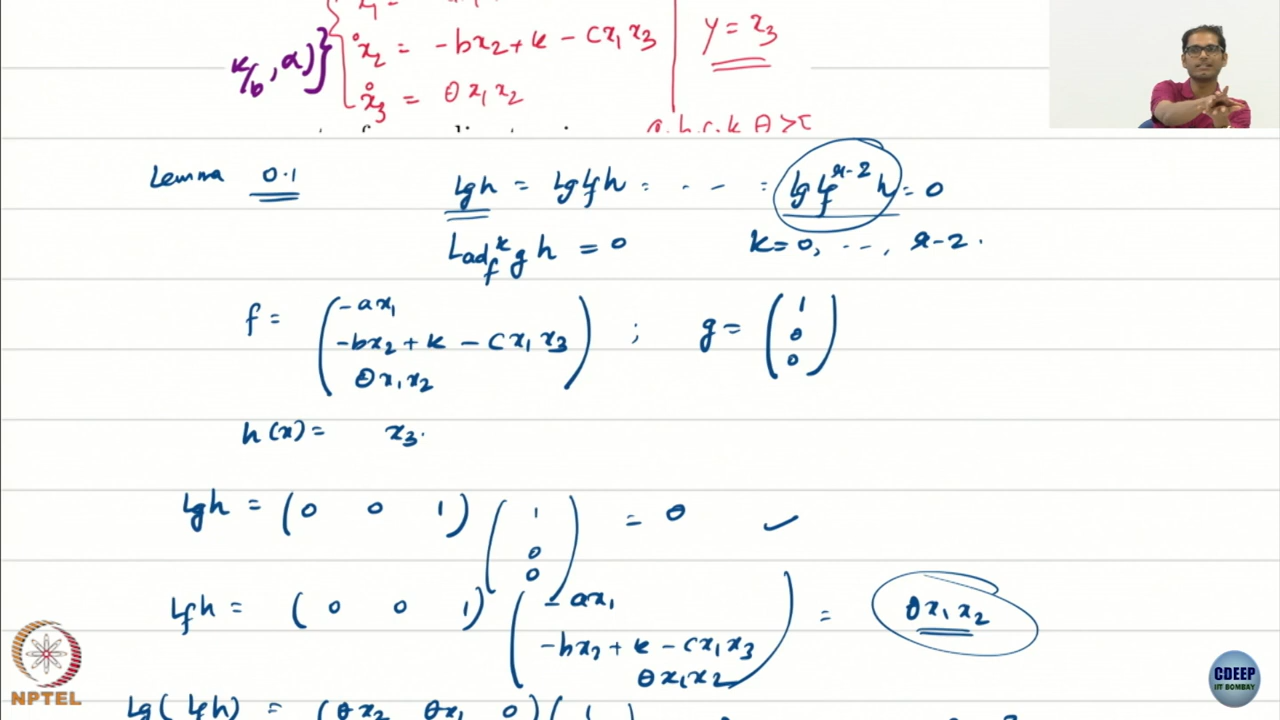 ẋ₂ = -bx₂ + k - cx₁x₃
y = x₃
k/b, a)}
ẋ₃ = θx₁x₂
Lemma 0.1
Lgh = LgLfh = . . - = LgLf^{r-2}h = 0
L_{ad_f^k g} h = 0 k = 0, . . . , r-2.
f = ( -ax₁
-bx₂ + k - cx₁x₃
θx₁x₂ ) ; g = ( 1
0
0 )
h(x) = x₃.
Lgh = ( 0 0 1 ) ( 1
0
0 ) = 0 ✓
Lfh = ( 0 0 1 ) ( -ax₁
-bx₂ + k - cx₁x₃
θx₁x₂ ) = θx₁x₂
Lg(Lfh) = (θx₂ θx₁ 0)(1
NPTEL
CDEEP
IIT BOMBAY